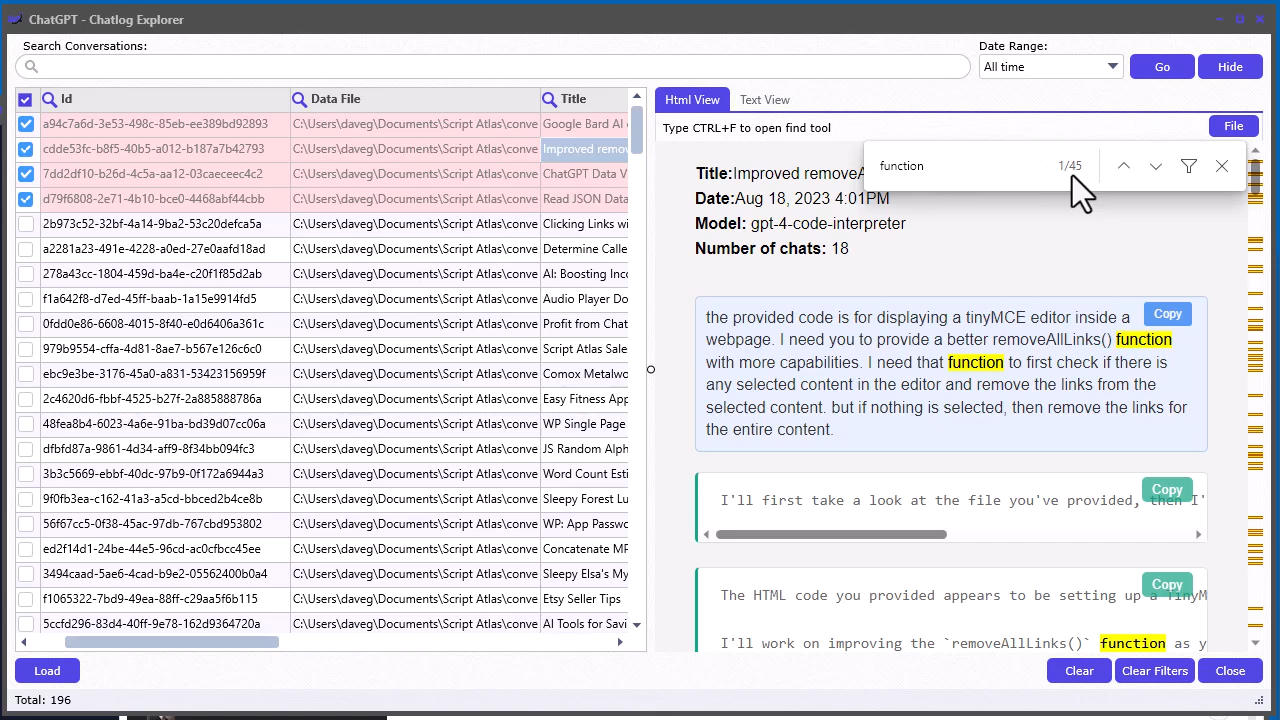 ChatGPT - Chatlog Explorer
Search Conversations:
Date Range:
All time
Go
Hide
Id
Data File
Title
a94c7a6d-3e53-498c-85eb-ee389bd92893 C:\Users\daveg\Documents\Script Atlas\conve Google Bard AI
cdde53fc-b8f5-40b5-a012-b187a7b42793 C:\Users\daveg\Documents\Script Atlas\conve Improved remov
7dd2df10-b26d-4c5a-aa12-03caeceec4c2 C:\Users\daveg\Documents\Script Atlas\conve ChatGPT Data V
d79f6808-2e71-4b10-bce0-4468abf44cbb C:\Users\daveg\Documents\Script Atlas\conve Print JSON Data
2b973c52-32bf-4a14-9ba2-53c20defca5a C:\Users\daveg\Documents\Script Atlas\conve Clicking Links wi
a2281a23-491e-4228-a0ed-27e0aafd18ad C:\Users\daveg\Documents\Script Atlas\conve Determine Calle
278a43cc-1804-459d-ba4e-c20f1f85d2ab C:\Users\daveg\Documents\Script Atlas\conve AI-Boosting Inco
f1a642f8-d7ed-45ff-baab-1a15e9914fd5 C:\Users\daveg\Documents\Script Atlas\conve Audio Player Do
0fdd0e86-6608-4015-8f40-e0d6406a361c C:\Users\daveg\Documents\Script Atlas\conve from Chat
979b9554-cffa-4d81-8ae7-b567e126c6c0 C:\Users\daveg\Documents\Script Atlas\conve Script Atlas Sale
ebc9e3be-3176-45a0-a831-53423156959f C:\Users\daveg\Documents\Script Atlas\conve Conox Metalwo
2c4620d6-fbbf-4525-b27f-2a885888786a C:\Users\daveg\Documents\Script Atlas\conve Easy Fitness App
48fea8b4-6023-4a6e-91ba-bd39d07cc06a C:\Users\daveg\Documents\Script Atlas\conve WP Single Page
dfbfd87a-9834-4d34-aff9-8f34bb094fc3 C:\Users\daveg\Documents\Script Atlas\conve JS Random Alph
3b3c5669-ebbf-40dc-97b9-0f172a6944a3 C:\Users\daveg\Documents\Script Atlas\conve Word Count Esti
9f0fb3ea-c162-41a3-a5cd-bbced2b4ce8b C:\Users\daveg\Documents\Script Atlas\conve Sleepy Forest Lu
56f67cc5-0f38-45ac-97db-767cbd953802 C:\Users\daveg\Documents\Script Atlas\conve WP: App Passwo
ed2f14d1-24be-44e5-96cd-ac0cfbcc45ee C:\Users\daveg\Documents\Script Atlas\conve Concatenate MP
3494caad-5ae6-4cad-b9e2-05562400b0a4 C:\Users\daveg\Documents\Script Atlas\conve Sleepy Elsa's My
f1065322-7bd9-49ea-88ff-c29aa5f6b115 C:\Users\daveg\Documents\Script Atlas\conve Etsy Seller Tips
5ccfd296-83d4-40ff-9e78-162d9364720a C:\Users\daveg\Documents\Script Atlas\conve AI Tools for Savi
Load
Total: 196
Html View
Text View
Type CTRL+F to open find tool
File
function
1/45
Title:Improved removeA
Date:Aug 18, 2023 4:01PM
Model: gpt-4-code-interpreter
Number of chats: 18
Copy
the provided code is for displaying a tinyMCE editor inside a
webpage. I need you to provide a better removeAllLinks() function
with more capabilities. I need that function to first check if there is
any selected content in the editor and remove the links from the
selected content. but if nothing is selected, then remove the links for
the entire content.
Copy
I'll first take a look at the file you've provided, then I'
Copy
The HTML code you provided appears to be setting up a TinyM
I'll work on improving the `removeAllLinks()` function as y
Clear
Clear Filters
Close